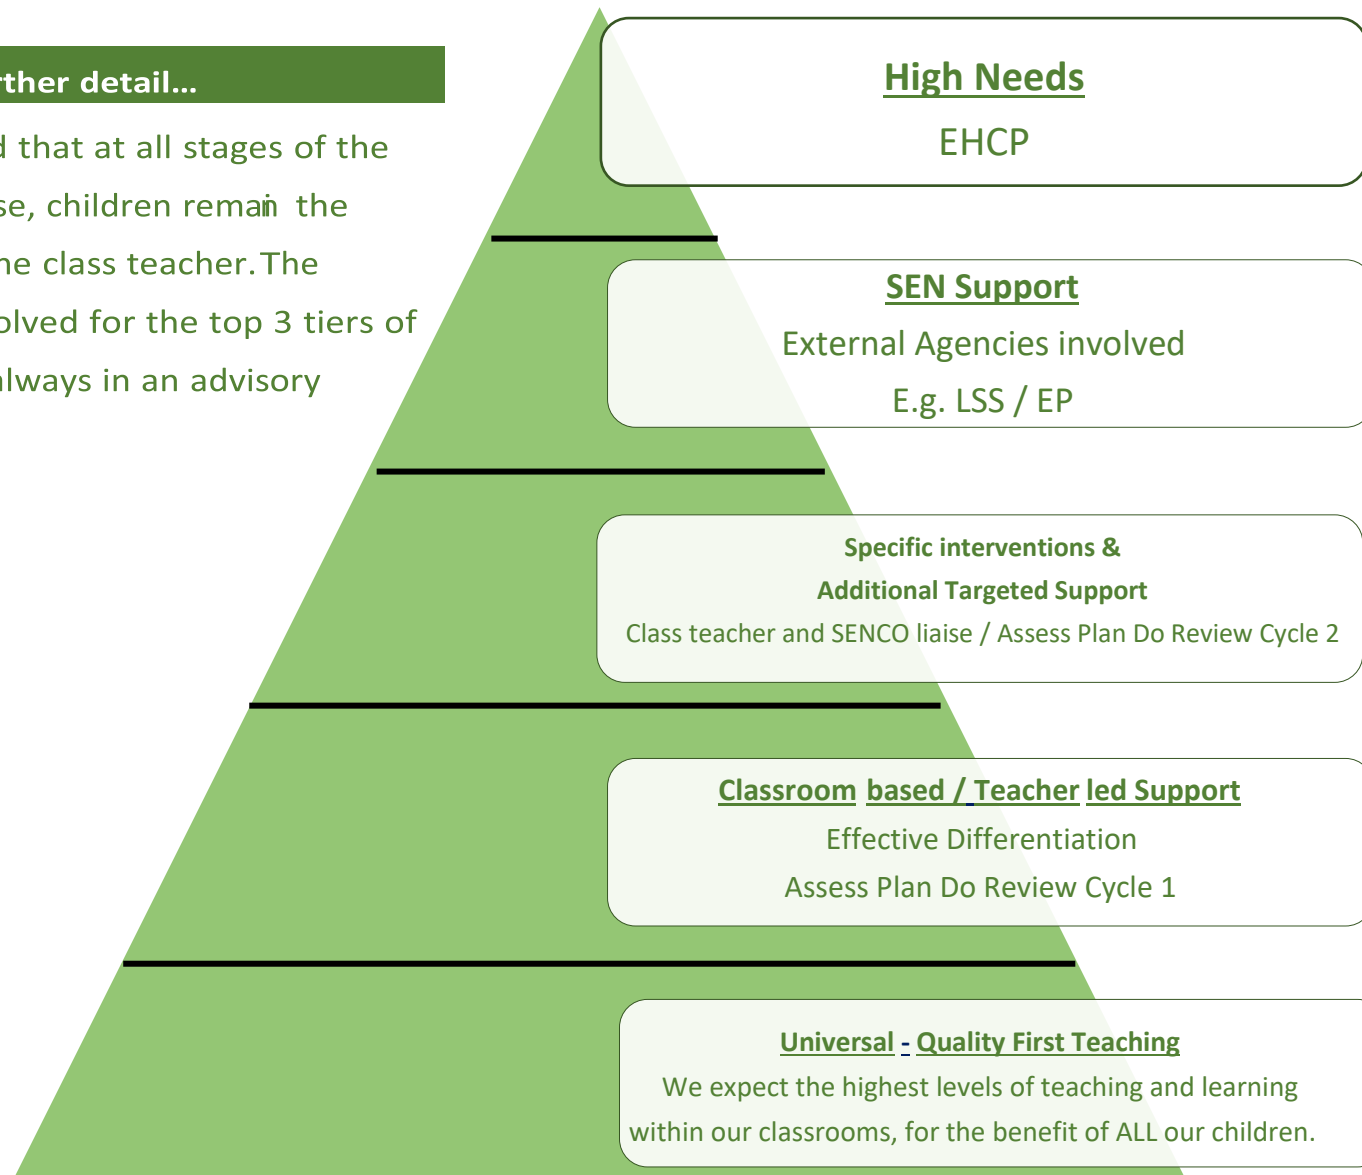 rther detail…
d that at all stages of the
se, children remain the
ne class teacher. The
olved for the top 3 tiers of
always in an advisory
High Needs
EHCP
SEN Support
External Agencies involved
E.g. LSS / EP
Specific interventions &
Additional Targeted Support
Class teacher and SENCO liaise / Assess Plan Do Review Cycle 2
Classroom based / Teacher led Support
Effective Differentiation
Assess Plan Do Review Cycle 1
Universal - Quality First Teaching
We expect the highest levels of teaching and learning
within our classrooms, for the benefit of ALL our children.